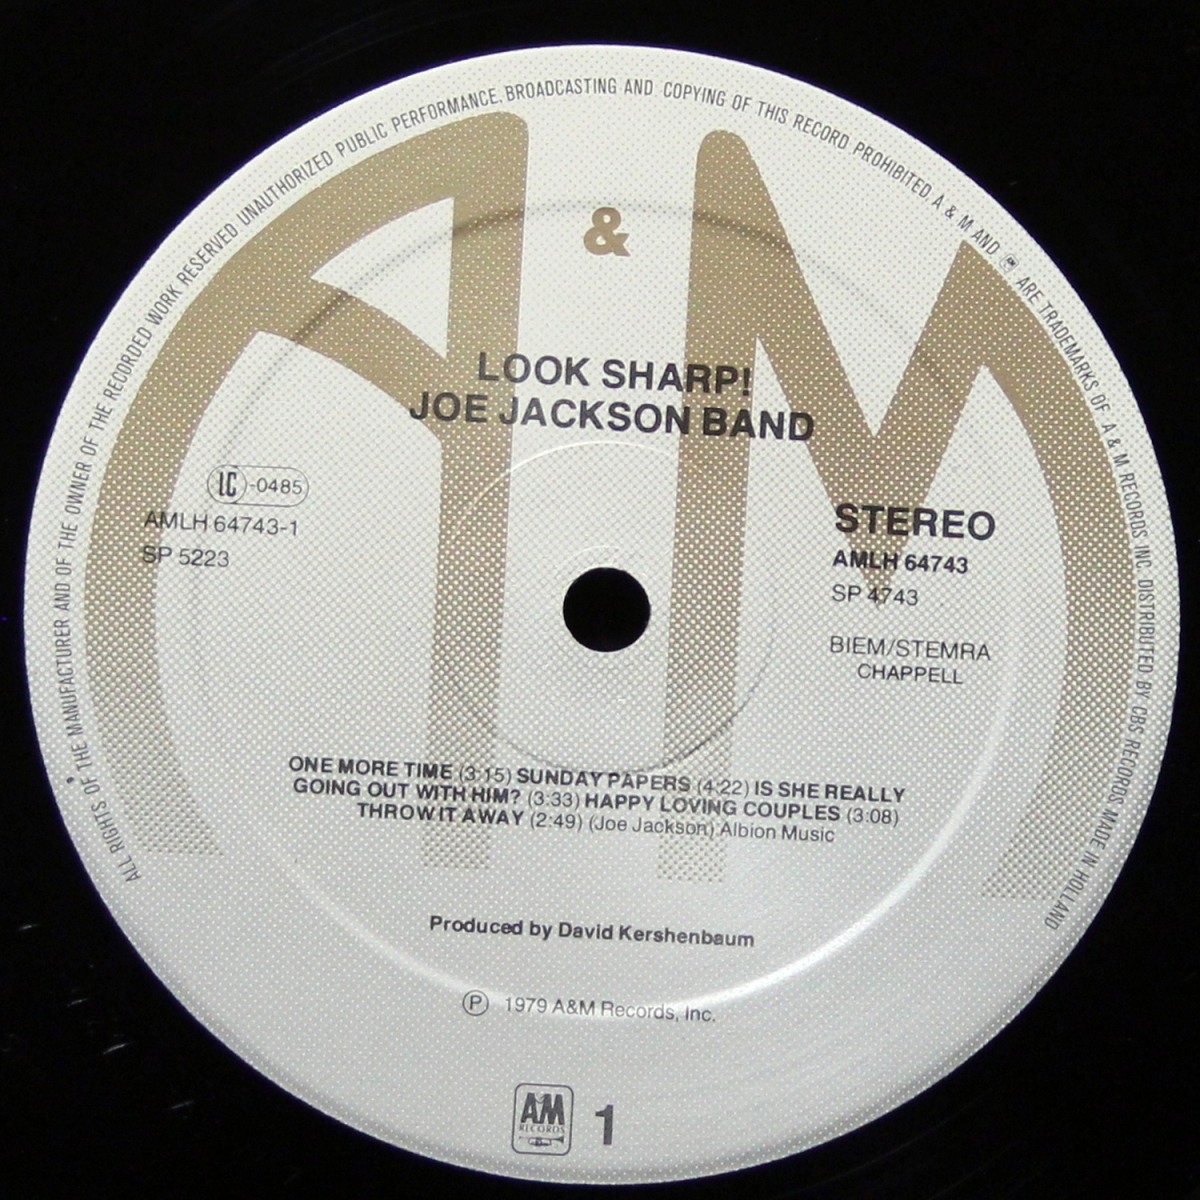 ALL RIGHTS OF THE MANUFACTURER AND OF THE OWNER OF THE RECORDED WORK RESERVED UNAUTHORIZED PUBLIC PERFORMANCE, BROADCASTING AND COPYING OF THIS RECORD PROHIBITED A & M AND AM ARE TRADEMARKS OF A & M RECORDS INC. DISTRIBUTED BY CBS RECORDS MADE IN HOLLAND
A & M
LOOK SHARP!
JOE JACKSON BAND
LC-0485
AMLH 64743-1
SP 5223
STEREO
AMLH 64743
SP 4743
BIEM/STEMRA
CHAPPELL
ONE MORE TIME (3:15) SUNDAY PAPERS (4:22) IS SHE REALLY
GOING OUT WITH HIM? (3:33) HAPPY LOVING COUPLES (3:08)
THROW IT AWAY (2:49) (Joe Jackson) Albion Music
Produced by David Kershenbaum
Ⓟ 1979 A&M Records, Inc.
AM
RECORDS
1